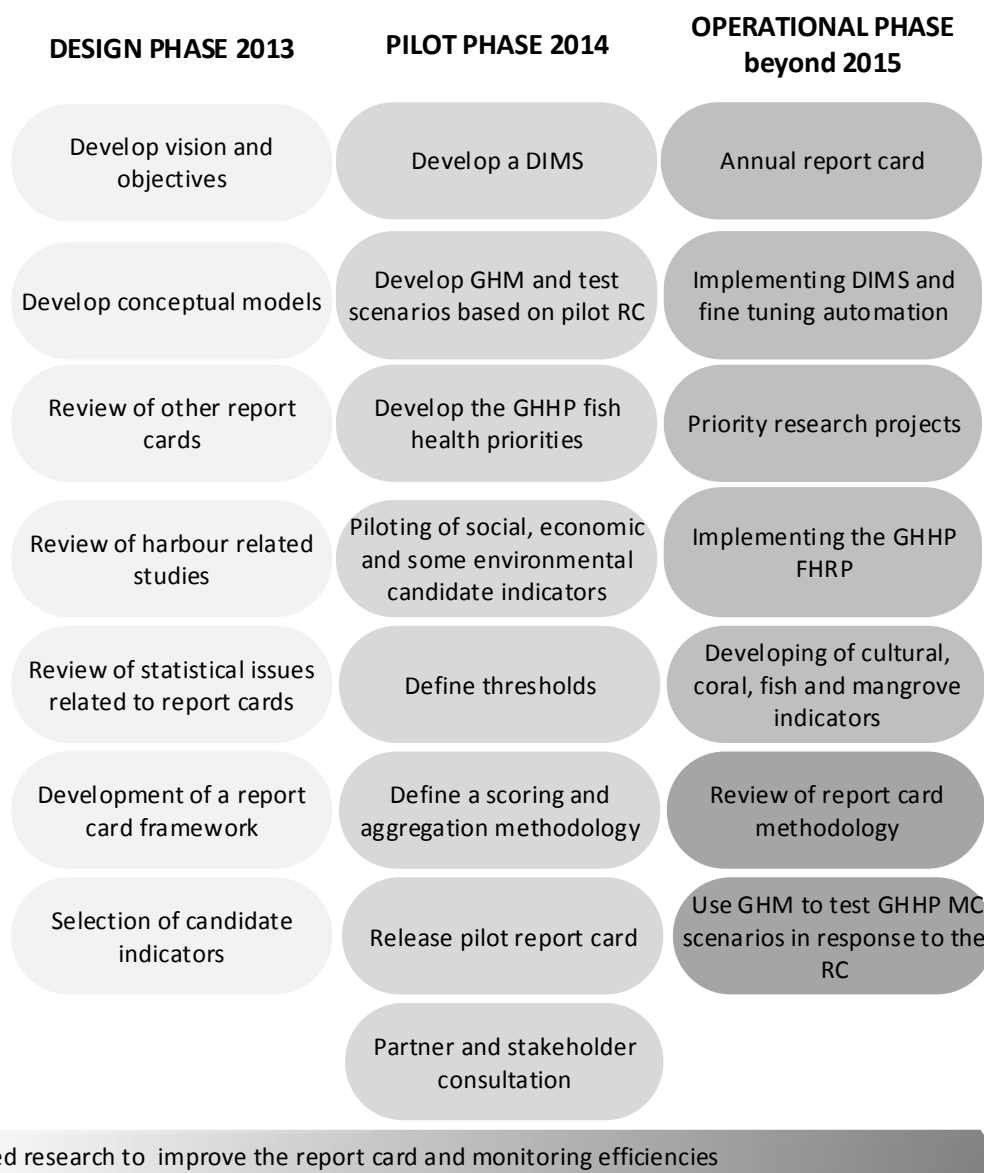 DESIGN PHASE 2013
PILOT PHASE 2014
OPERATIONAL PHASE
beyond 2015
Develop vision and
objectives
Develop conceptual models
Review of other report
cards
Review of harbour related
studies
Review of statistical issues
related to report cards
Development of a report
card framework
Selection of candidate
indicators
Develop a DIMS
Develop GHM and test
scenarios based on pilot RC
Develop the GHHP fish
health priorities
Piloting of social, economic
and some environmental
candidate indicators
Define thresholds
Define a scoring and
aggregation methodology
Release pilot report card
Partner and stakeholder
consultation
Annual report card
Implementing DIMS and
fine tuning automation
Priority research projects
Implementing the GHHP
FHRP
Developing of cultural,
coral, fish and mangrove
indicators
Review of report card
methodology
Use GHM to test GHHP MC
scenarios in response to the
RC
research to improve the report card and monitoring efficiencies